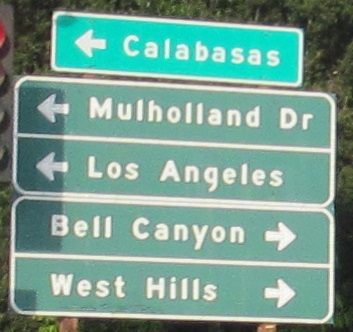 ← Calabasas
← Mulholland Dr
← Los Angeles
Bell Canyon →
West Hills →